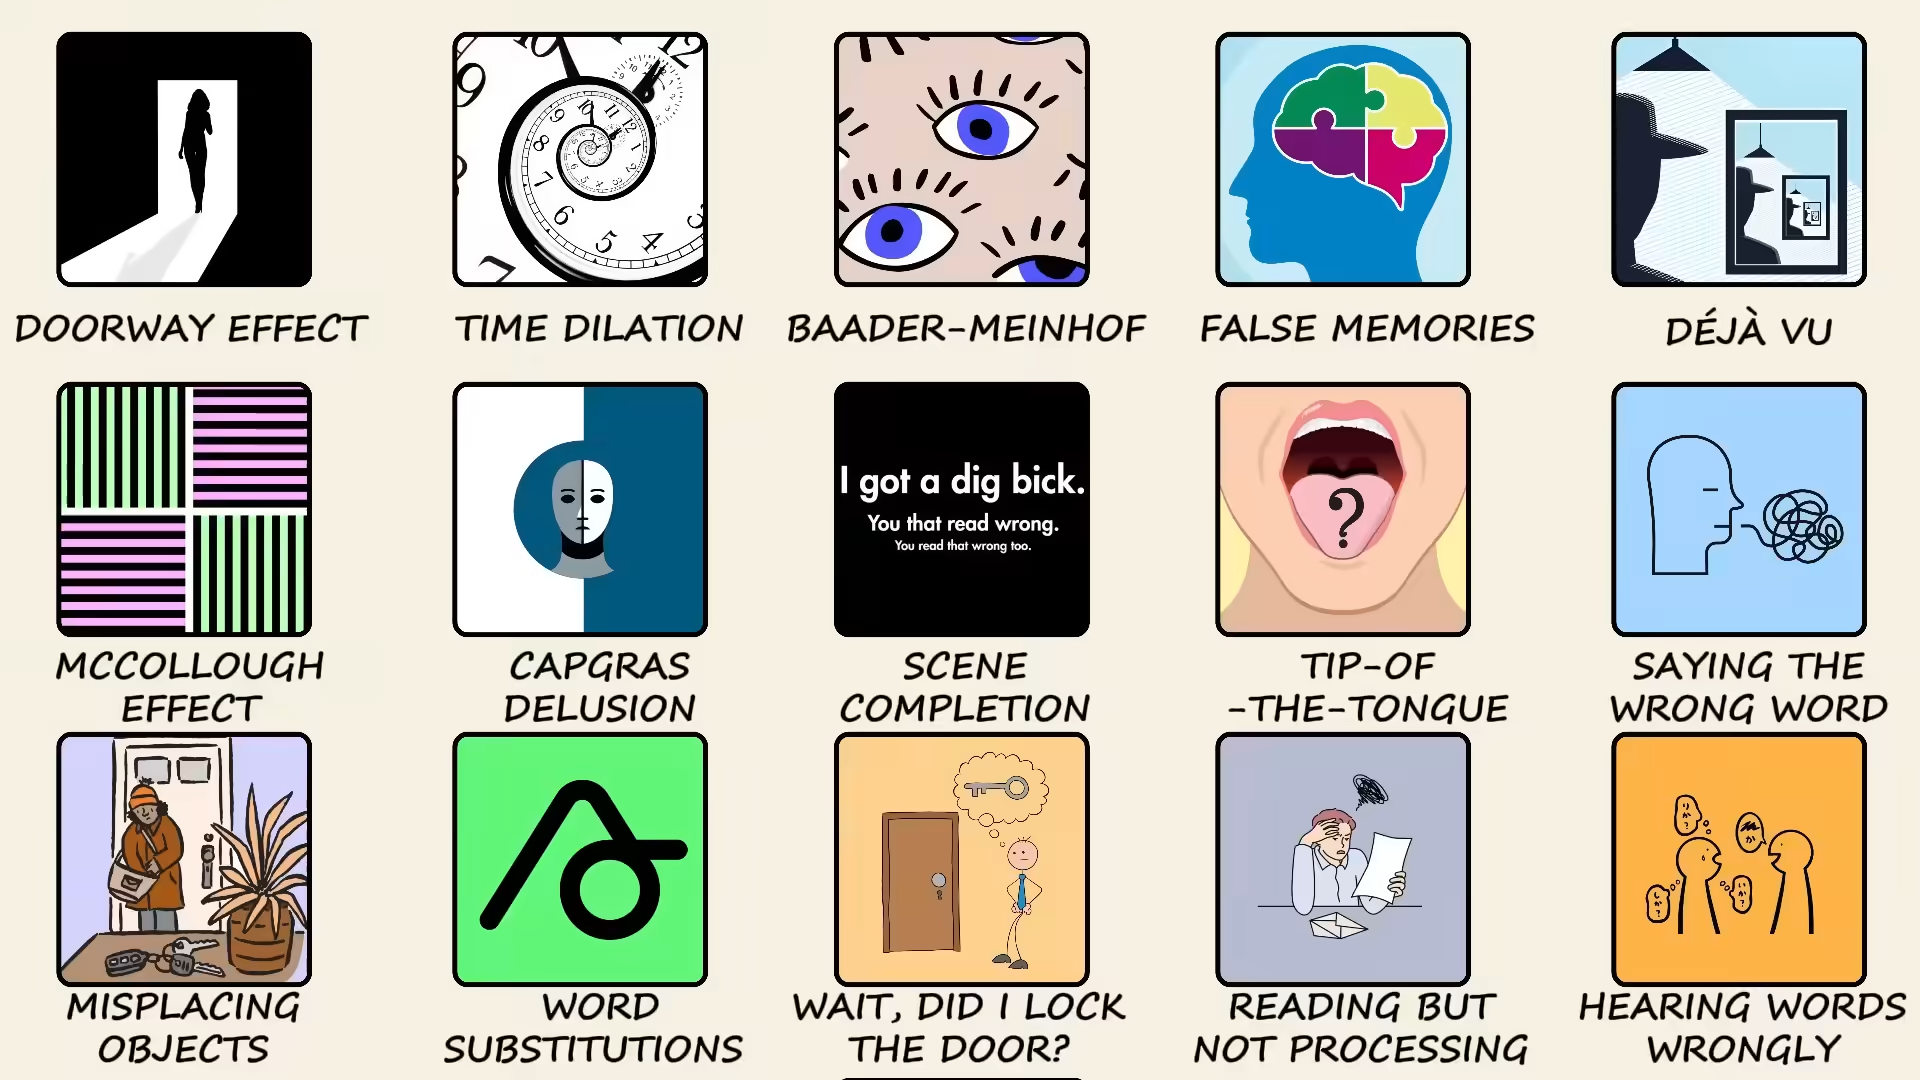 DOORWAY EFFECT
TIME DILATION
BAADER-MEINHOF
FALSE MEMORIES
DÉJÀ VU
I got a dig bick.
You that read wrong.
You read that wrong too.
?
MCCOLLOUGH
EFFECT
CAPGRAS
DELUSION
SCENE
COMPLETION
TIP-OF
-THE-TONGUE
SAYING THE
WRONG WORD
MISPLACING
OBJECTS
WORD
SUBSTITUTIONS
WAIT, DID I LOCK
THE DOOR?
READING BUT
NOT PROCESSING
HEARING WORDS
WRONGLY